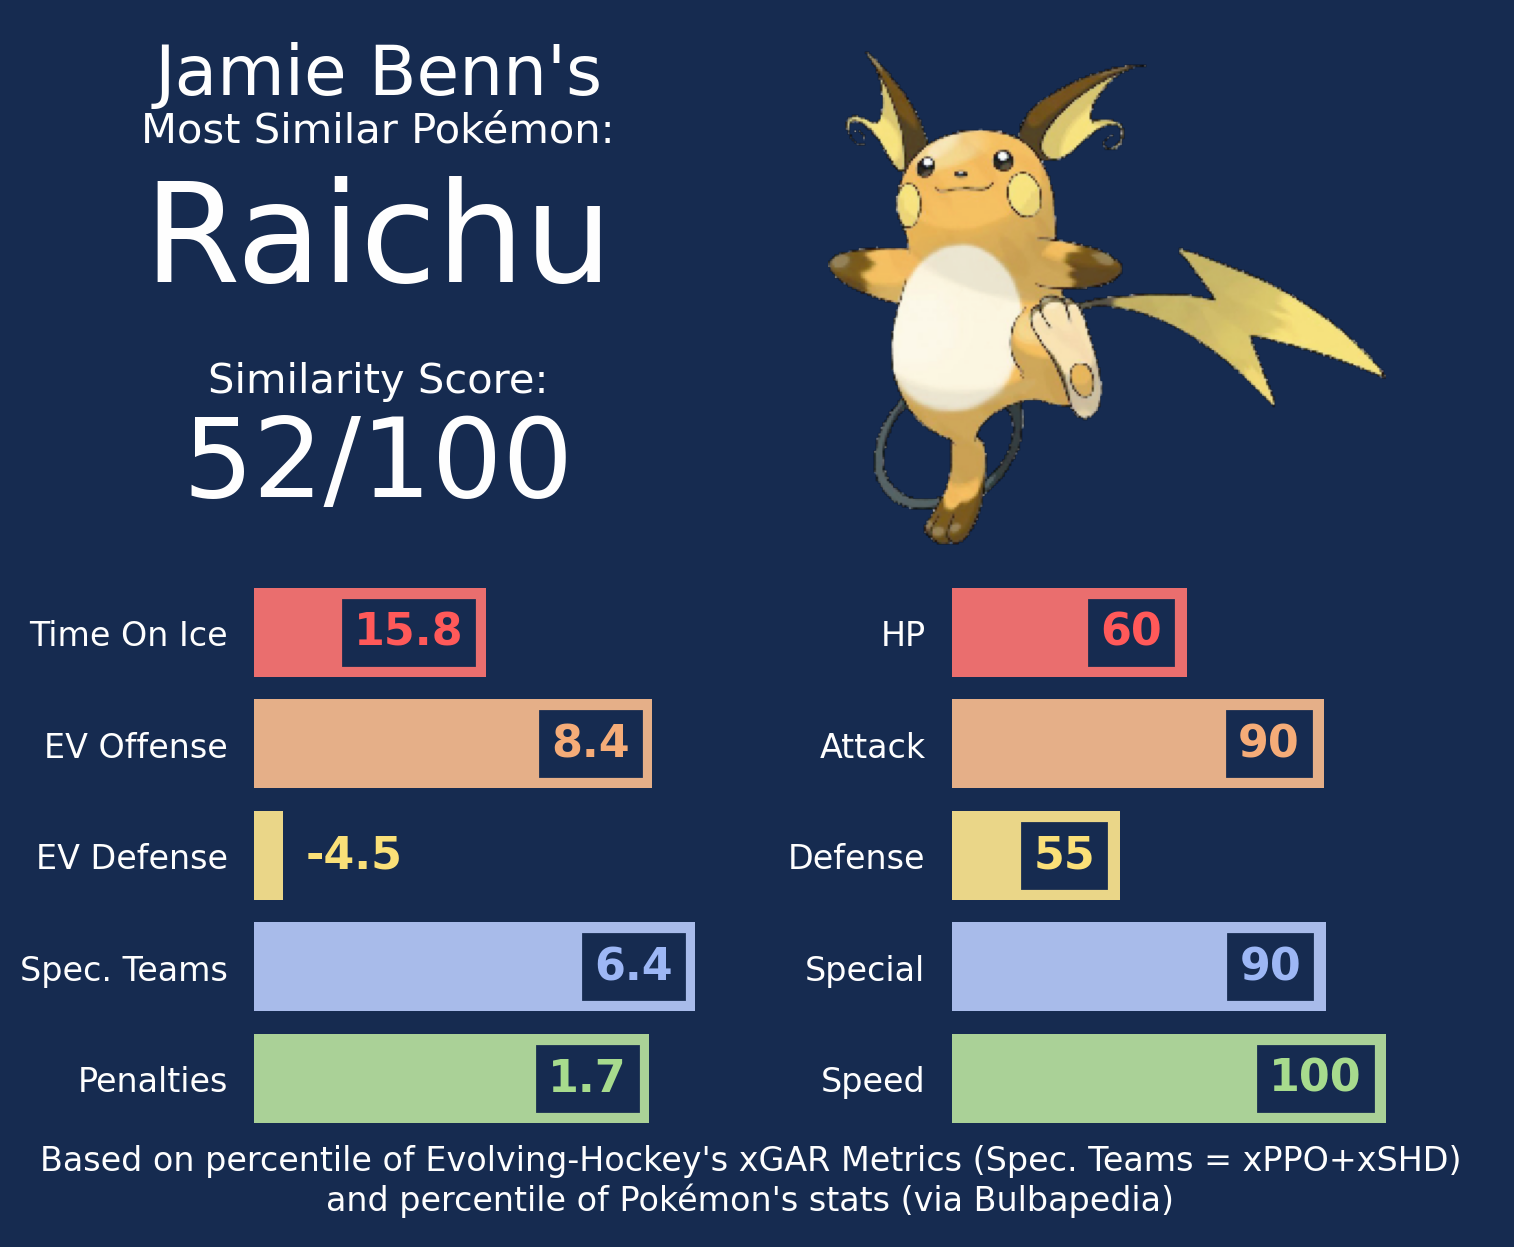 Jamie Benn's
Most Similar Pokémon:
Raichu
Similarity Score:
52/100
Time On Ice 15.8
EV Offense 8.4
EV Defense -4.5
Spec. Teams 6.4
Penalties 1.7
HP 60
Attack 90
Defense 55
Special 90
Speed 100
Based on percentile of Evolving-Hockey's xGAR Metrics (Spec. Teams = xPPO+xSHD)
and percentile of Pokémon's stats (via Bulbapedia)